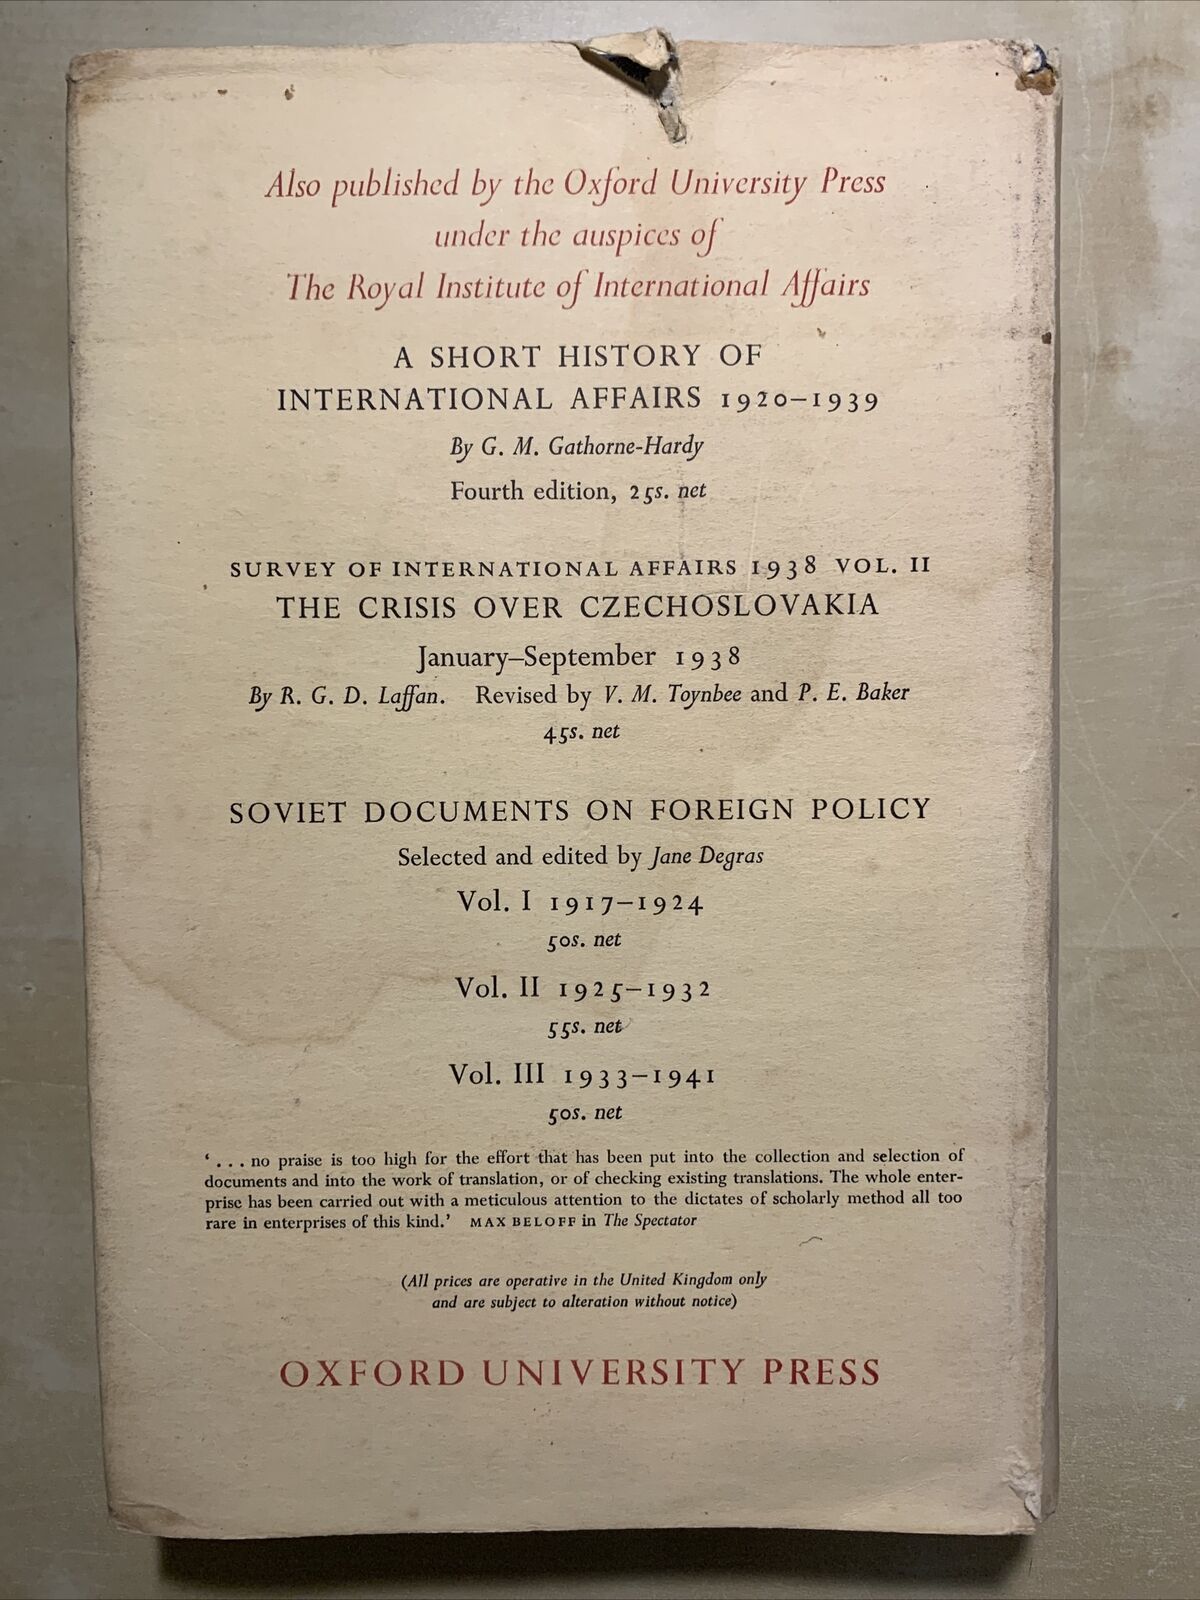 Also published by the Oxford University Press
under the auspices of
The Royal Institute of International Affairs
A SHORT HISTORY OF
INTERNATIONAL AFFAIRS 1920–1939
By G. M. Gathorne-Hardy
Fourth edition, 25s. net
SURVEY OF INTERNATIONAL AFFAIRS 1938 VOL. II
THE CRISIS OVER CZECHOSLOVAKIA
January–September 1938
By R. G. D. Laffan. Revised by V. M. Toynbee and P. E. Baker
45s. net
SOVIET DOCUMENTS ON FOREIGN POLICY
Selected and edited by Jane Degras
Vol. I 1917–1924
50s. net
Vol. II 1925–1932
55s. net
Vol. III 1933–1941
50s. net
‘. . . no praise is too high for the effort that has been put into the collection and selection of
documents and into the work of translation, or of checking existing translations. The whole enter-
prise has been carried out with a meticulous attention to the dictates of scholarly method all too
rare in enterprises of this kind.’ MAX BELOFF in The Spectator
(All prices are operative in the United Kingdom only
and are subject to alteration without notice)
OXFORD UNIVERSITY PRESS